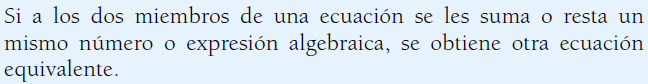 Si a los dos miembros de una ecuación se les suma o resta un
mismo número o expresión algebraica, se obtiene otra ecuación
equivalente.